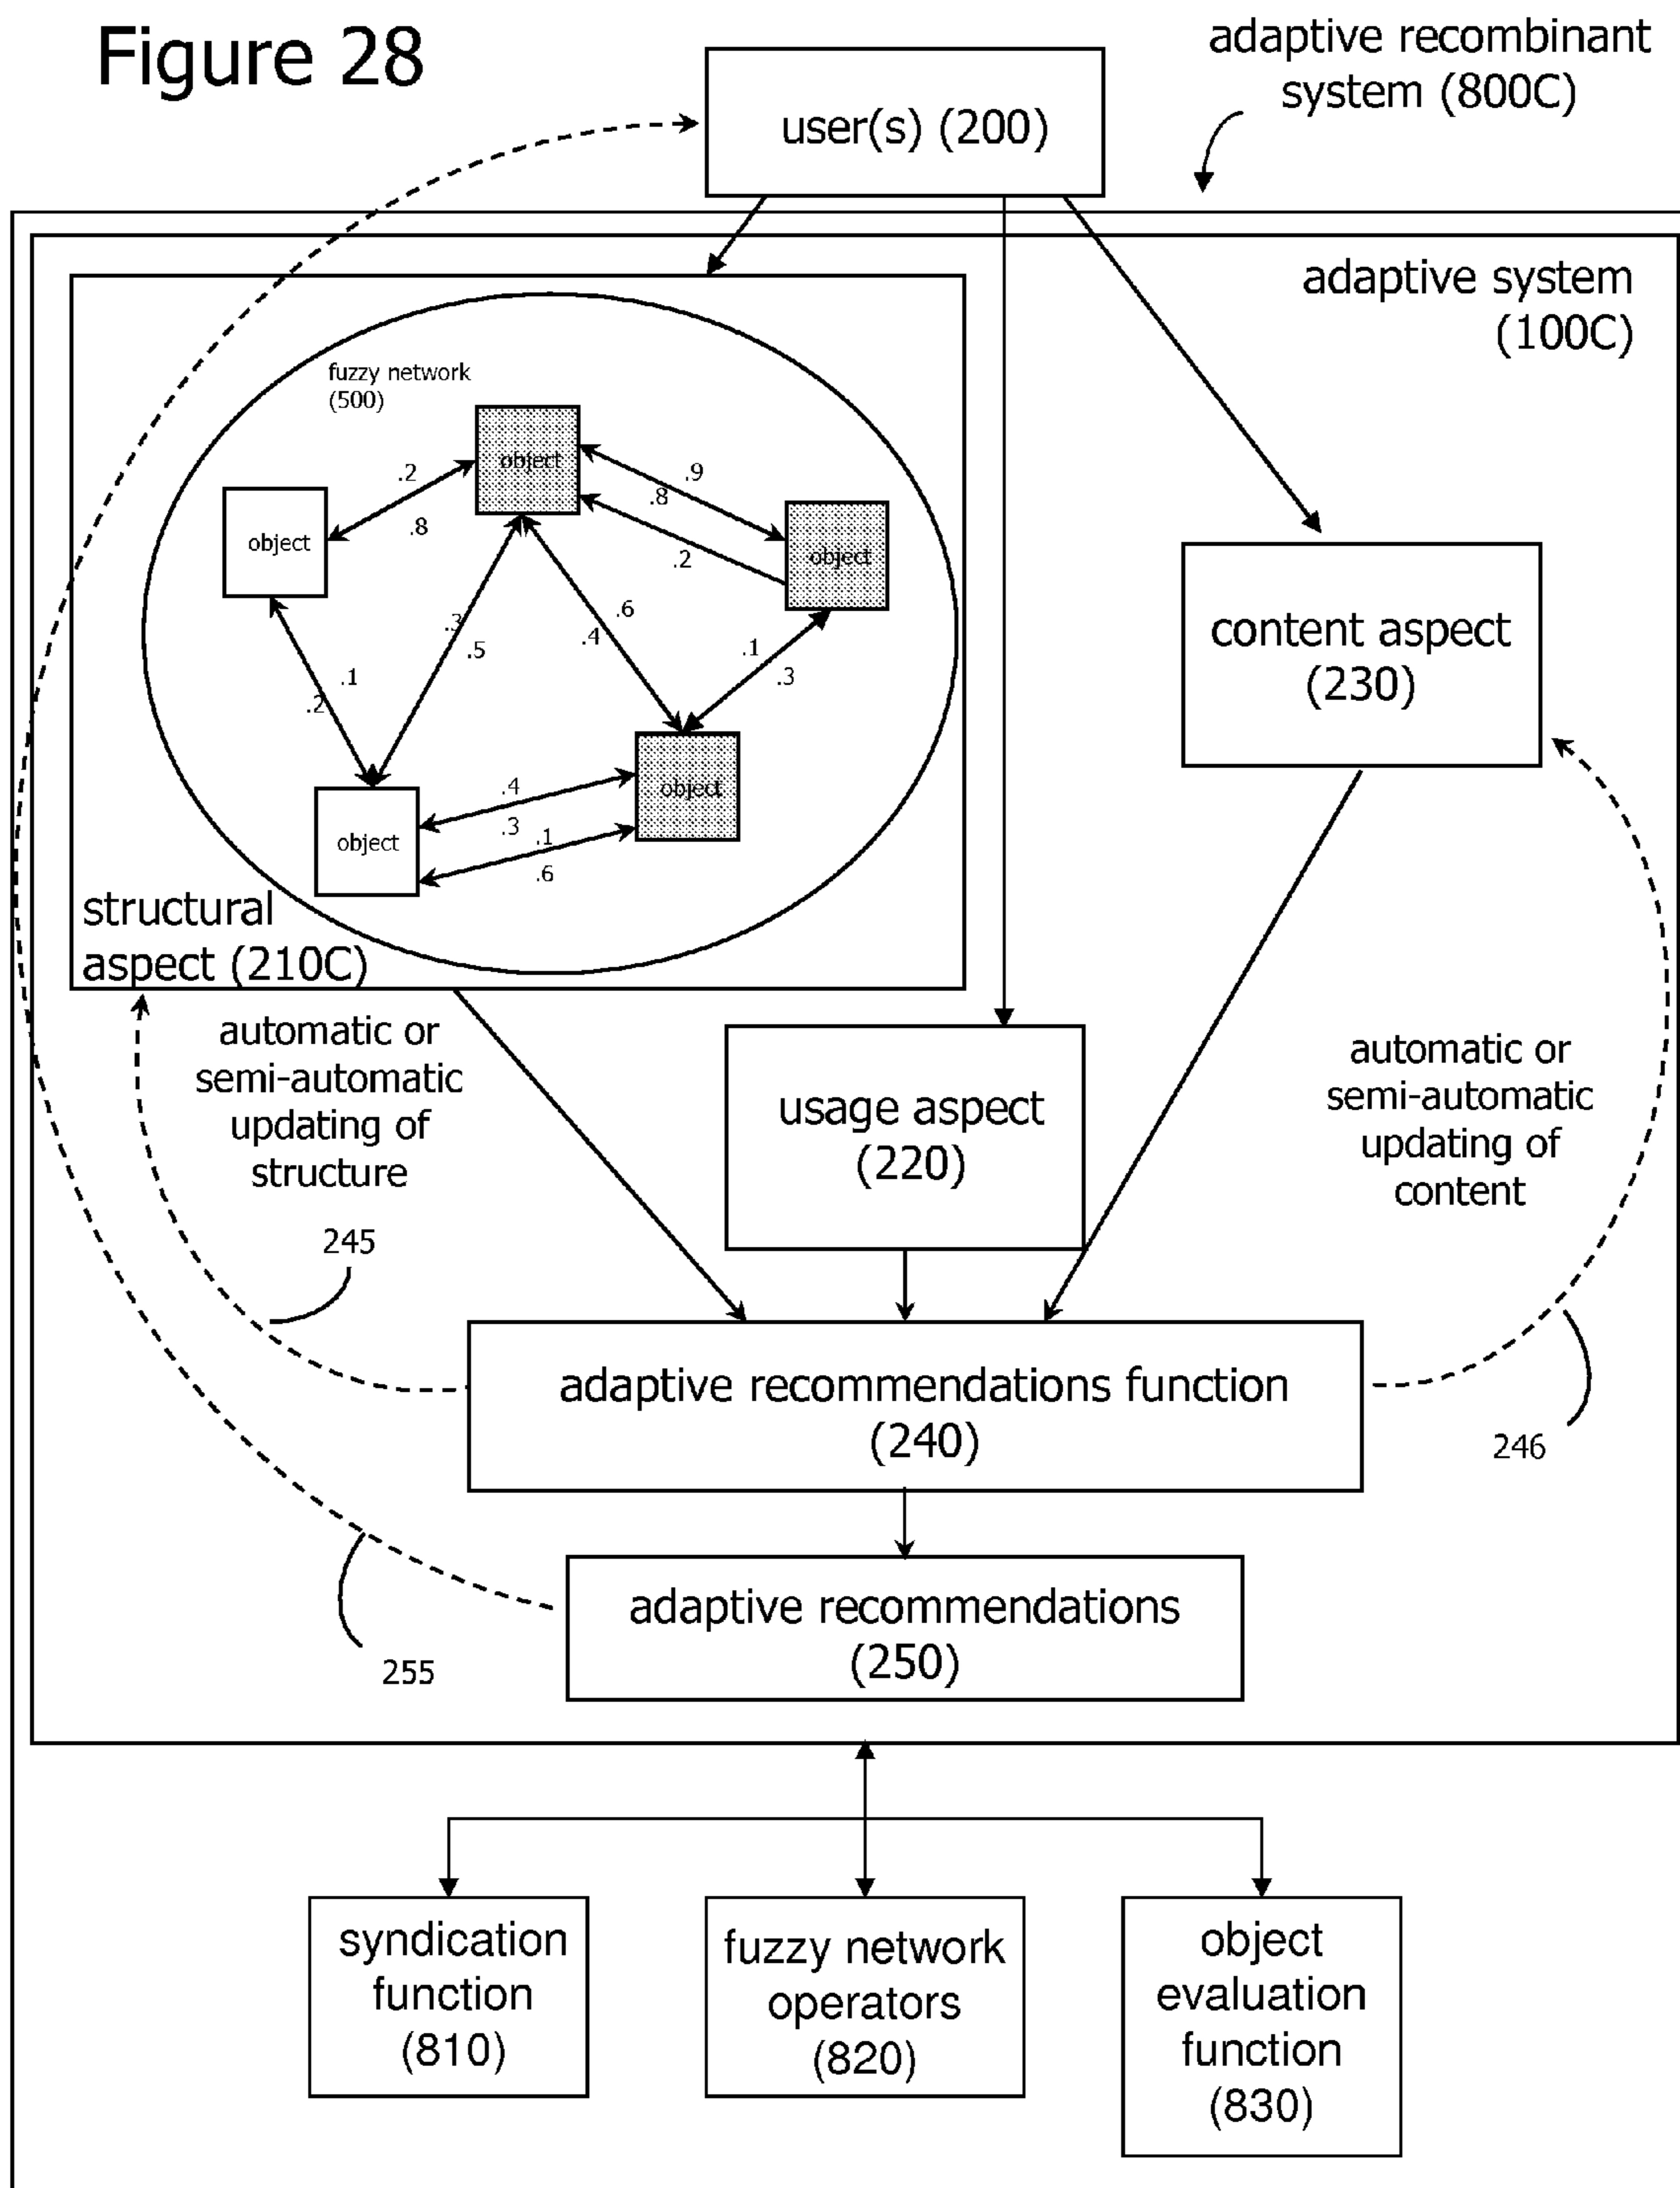 Figure 28
adaptive recombinant
system (800C)
user(s) (200)
adaptive system
(100C)
fuzzy network
(500)
object
.2
.8
.9
.8
.2
object
object
.3
.5
.6
.4
.1
.3
.1
.2
object
.4
.3
.1
.6
object
content aspect
(230)
structural
aspect (210C)
automatic or
semi-automatic
updating of
structure
245
usage aspect
(220)
automatic or
semi-automatic
updating of
content
246
adaptive recommendations function
(240)
adaptive recommendations
(250)
255
syndication
function
(810)
fuzzy network
operators
(820)
object
evaluation
function
(830)